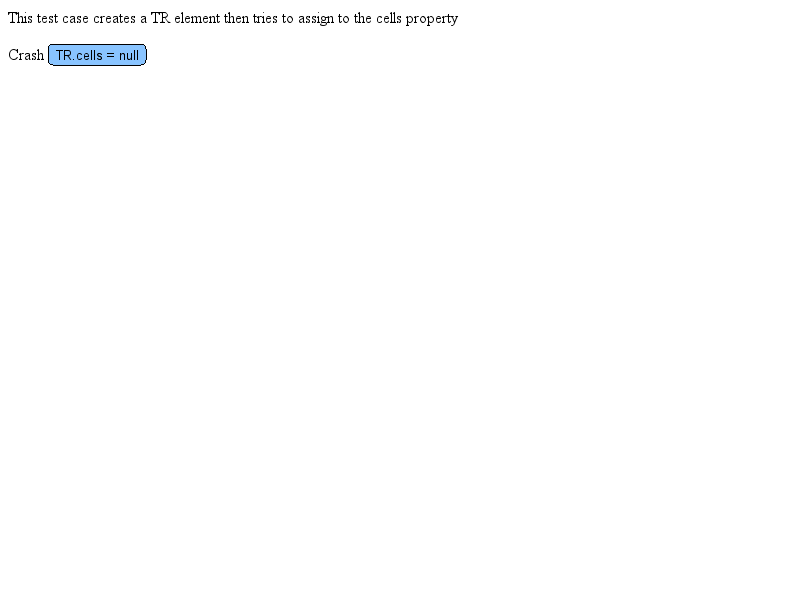 This test case creates a TR element then tries to assign to the cells property
Crash TR.cells = null